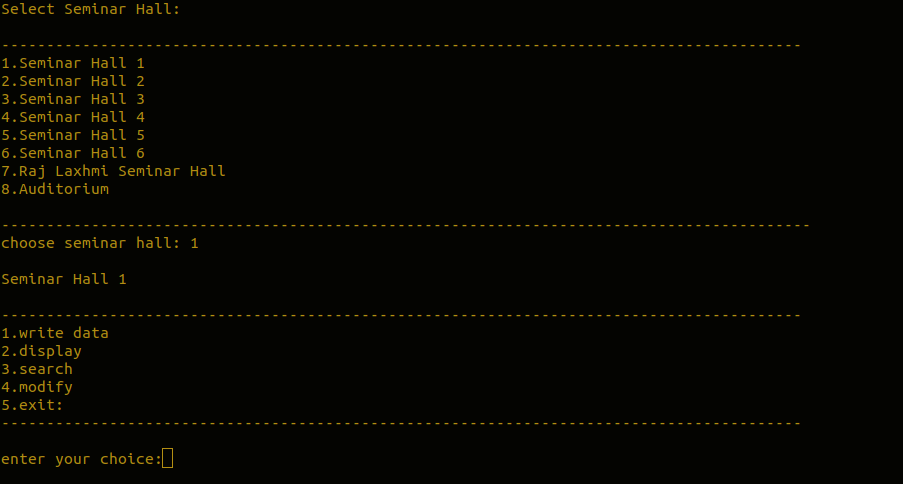 Select Seminar Hall:
-----------------------------------------------------------------------------------------
1.Seminar Hall 1
2.Seminar Hall 2
3.Seminar Hall 3
4.Seminar Hall 4
5.Seminar Hall 5
6.Seminar Hall 6
7.Raj Laxhmi Seminar Hall
8.Auditorium
------------------------------------------------------------------------------------------
choose seminar hall: 1
Seminar Hall 1
-----------------------------------------------------------------------------------------
1.write data
2.display
3.search
4.modify
5.exit:
-----------------------------------------------------------------------------------------
enter your choice: